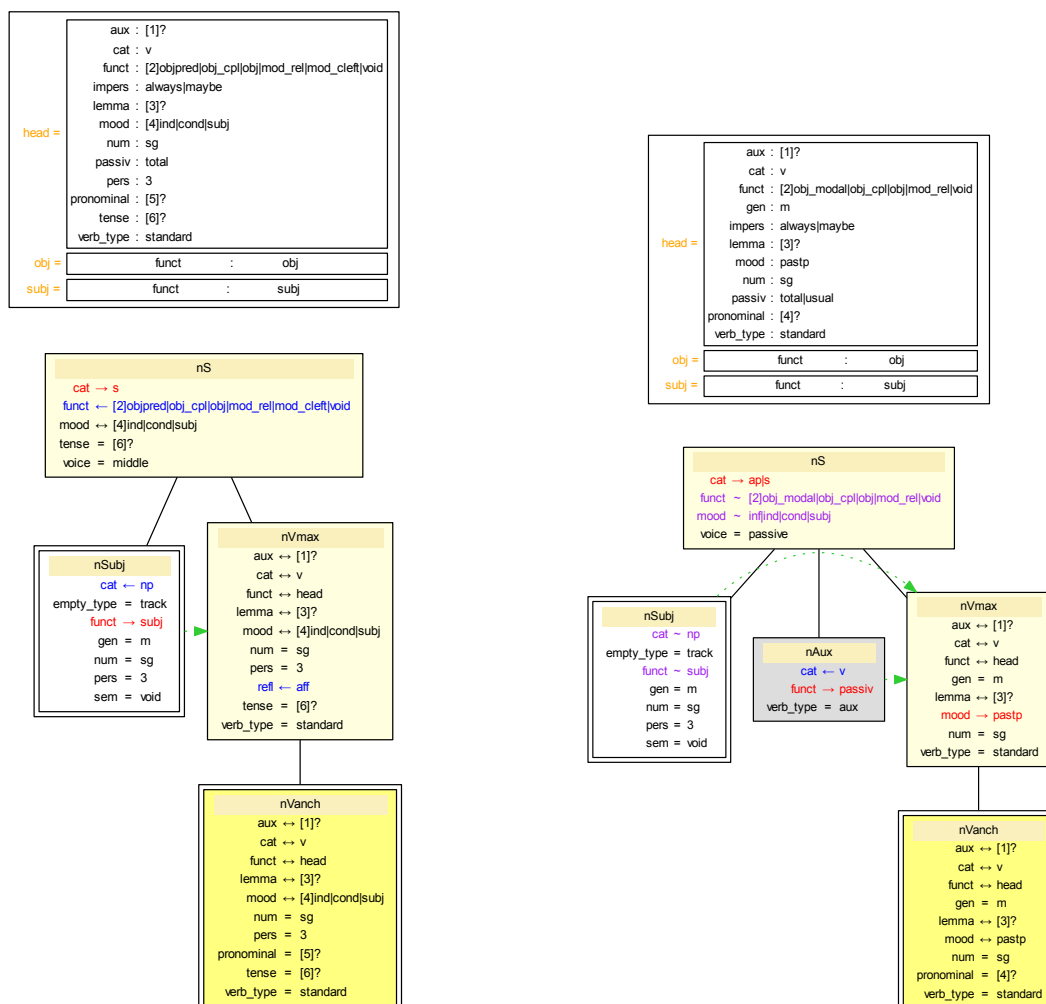 aux : [1]?
cat : v
funct : [2]objpred|obj_cpl|obj|mod_rel|mod_cleft|void
impers : always|maybe
lemma : [3]?
head =
mood : [4]ind|cond|subj
num : sg
passiv : total
pers : 3
pronominal : [5]?
tense : [6]?
verb_type : standard
obj = funct : obj
subj = funct : subj
nS
cat → s
funct ← [2]objpred|obj_cpl|obj|mod_rel|mod_cleft|void
mood ↔ [4]ind|cond|subj
tense = [6]?
voice = middle
nSubj
cat ← np
empty_type = track
funct → subj
gen = m
num = sg
pers = 3
sem = void
nVmax
aux ↔ [1]?
cat ↔ v
funct ↔ head
lemma ↔ [3]?
mood ↔ [4]ind|cond|subj
num = sg
pers = 3
refl ← aff
tense = [6]?
verb_type = standard
nVanch
aux ↔ [1]?
cat ↔ v
funct ↔ head
lemma ↔ [3]?
mood ↔ [4]ind|cond|subj
num = sg
pers = 3
pronominal = [5]?
tense = [6]?
verb_type = standard
aux : [1]?
cat : v
funct : [2]obj_modal|obj_cpl|obj|mod_rel|void
gen : m
impers : always|maybe
head =
lemma : [3]?
mood : pastp
num : sg
passiv : total|usual
pronominal : [4]?
verb_type : standard
obj = funct : obj
subj = funct : subj
nS
cat → ap|s
funct ~ [2]obj_modal|obj_cpl|obj|mod_rel|void
mood ~ inf|ind|cond|subj
voice = passive
nSubj
cat ~ np
empty_type = track
funct ~ subj
gen = m
num = sg
pers = 3
sem = void
nAux
cat ← v
funct → passiv
verb_type = aux
nVmax
aux ↔ [1]?
cat ↔ v
funct ↔ head
gen = m
lemma ↔ [3]?
mood → pastp
num = sg
verb_type = standard
nVanch
aux ↔ [1]?
cat ↔ v
funct ↔ head
gen = m
lemma ↔ [3]?
mood ↔ pastp
num = sg
pronominal = [4]?
verb_type = standard